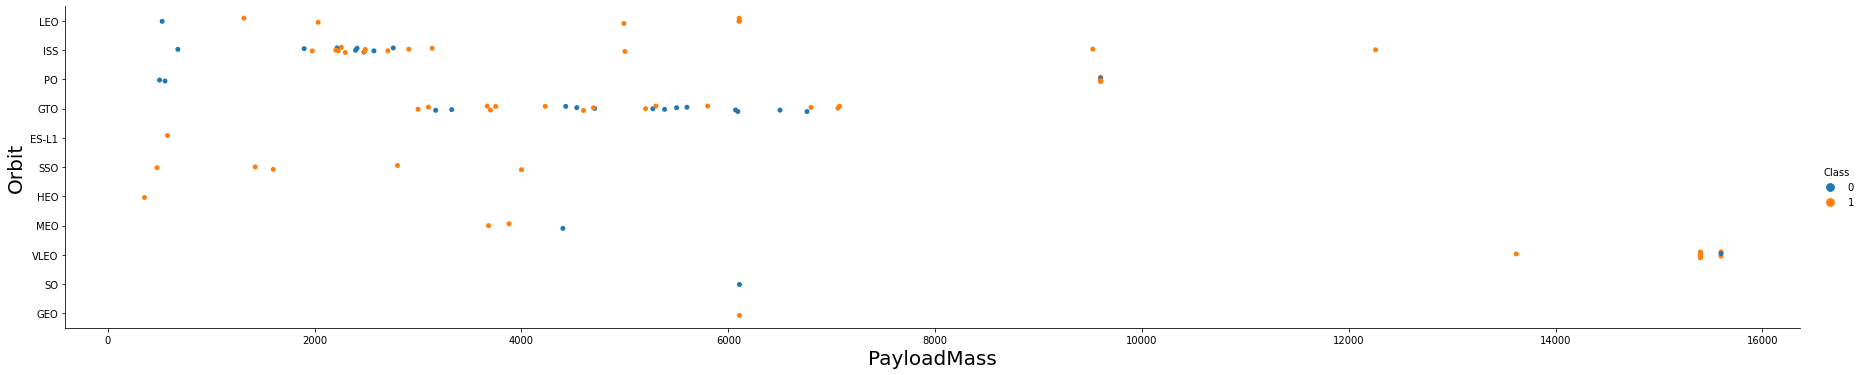 Orbit
LEO
ISS
PO
GTO
ES-L1
SSO
HEO
MEO
VLEO
SO
GEO
0 2000 4000 6000 8000 10000 12000 14000 16000
PayloadMass
Class
0
1